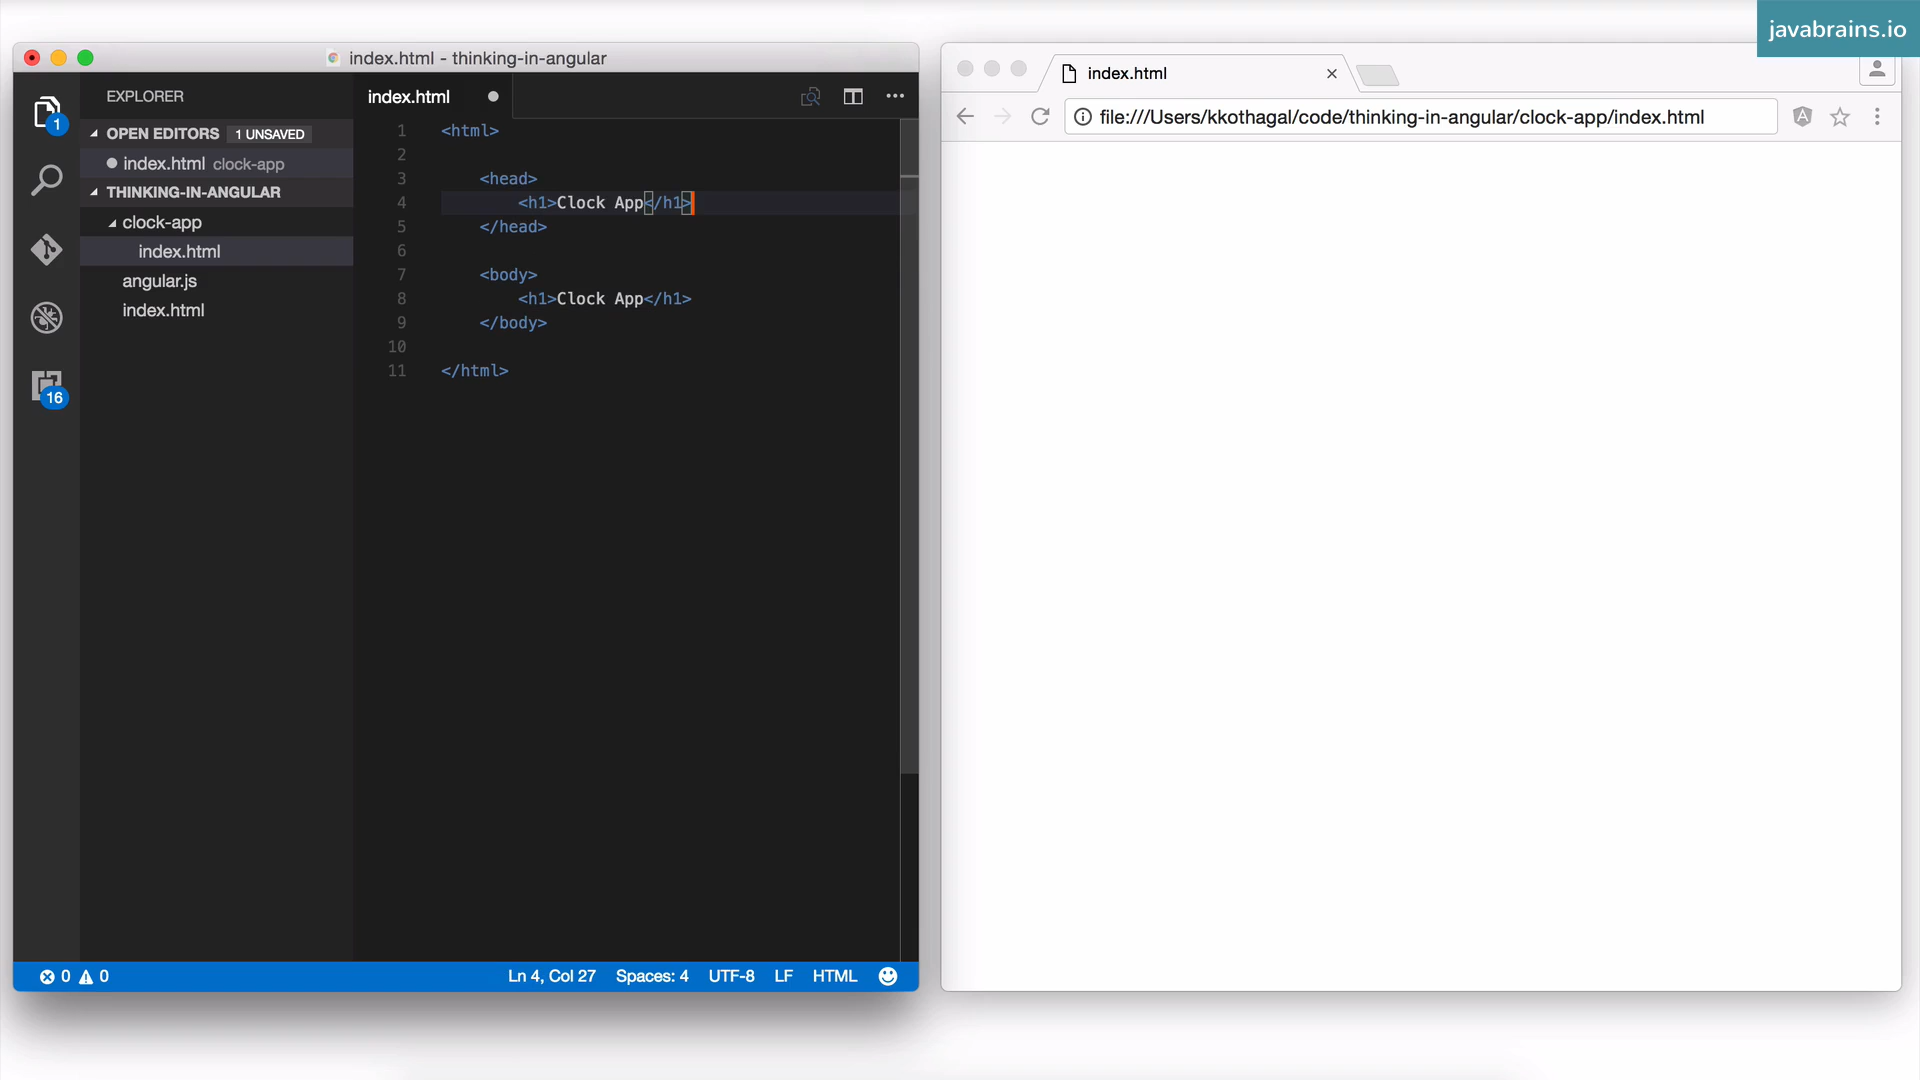 javabrains.io
index.html - thinking-in-angular
EXPLORER
OPEN EDITORS 1 UNSAVED
index.html clock-app
THINKING-IN-ANGULAR
clock-app
index.html
angular.js
index.html
1
16
index.html
1 <html>
2
3 <head>
4 <h1>Clock App</h1>
5 </head>
6
7 <body>
8 <h1>Clock App</h1>
9 </body>
10
11 </html>
0 0
Ln 4, Col 27 Spaces: 4 UTF-8 LF HTML
index.html
file:///Users/kkothagal/code/thinking-in-angular/clock-app/index.html